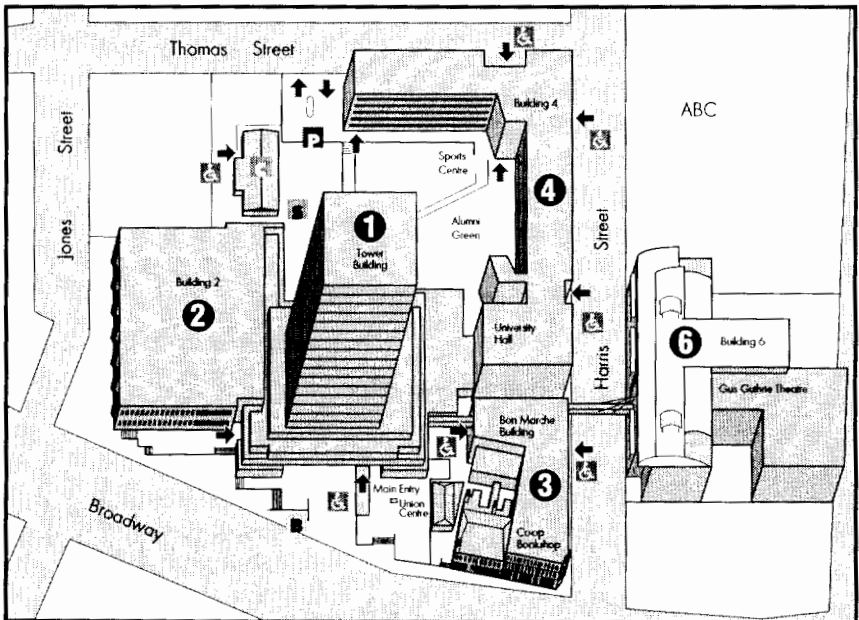 Thomas Street
Building 4
ABC
Jones Street
P
Sports
Centre
4
1
Tower
Building
Alumni
Green
Harris Street
Building 2
2
University
Hall
6
Building 6
Gus Guthrie Theatre
Bon Marche
Building
3
Main Entry
Union
Centre
Co-op
Bookshop
Broadway